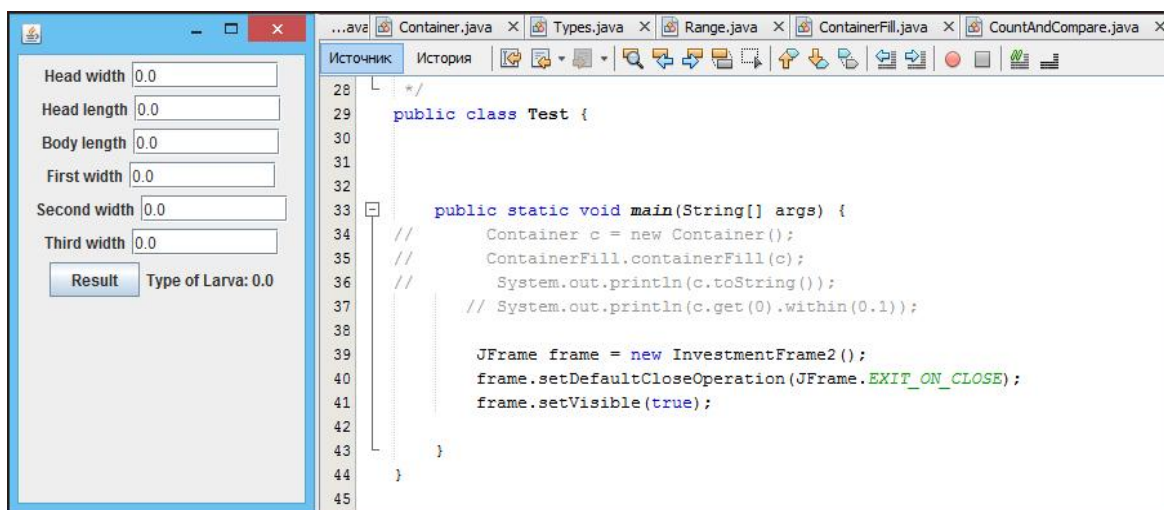 Head width 0.0
Head length 0.0
Body length 0.0
First width 0.0
Second width 0.0
Third width 0.0
Result Type of Larva: 0.0
...ava Container.java Types.java Range.java ContainerFill.java CountAndCompare.java
Источник История
28 */
29 public class Test {
30
31
32
33 public static void main(String[] args) {
34 // Container c = new Container();
35 // ContainerFill.containerFill(c);
36 // System.out.println(c.toString());
37 // System.out.println(c.get(0).within(0.1));
38
39 JFrame frame = new InvestmentFrame2();
40 frame.setDefaultCloseOperation(JFrame.EXIT_ON_CLOSE);
41 frame.setVisible(true);
42
43 }
44 }
45